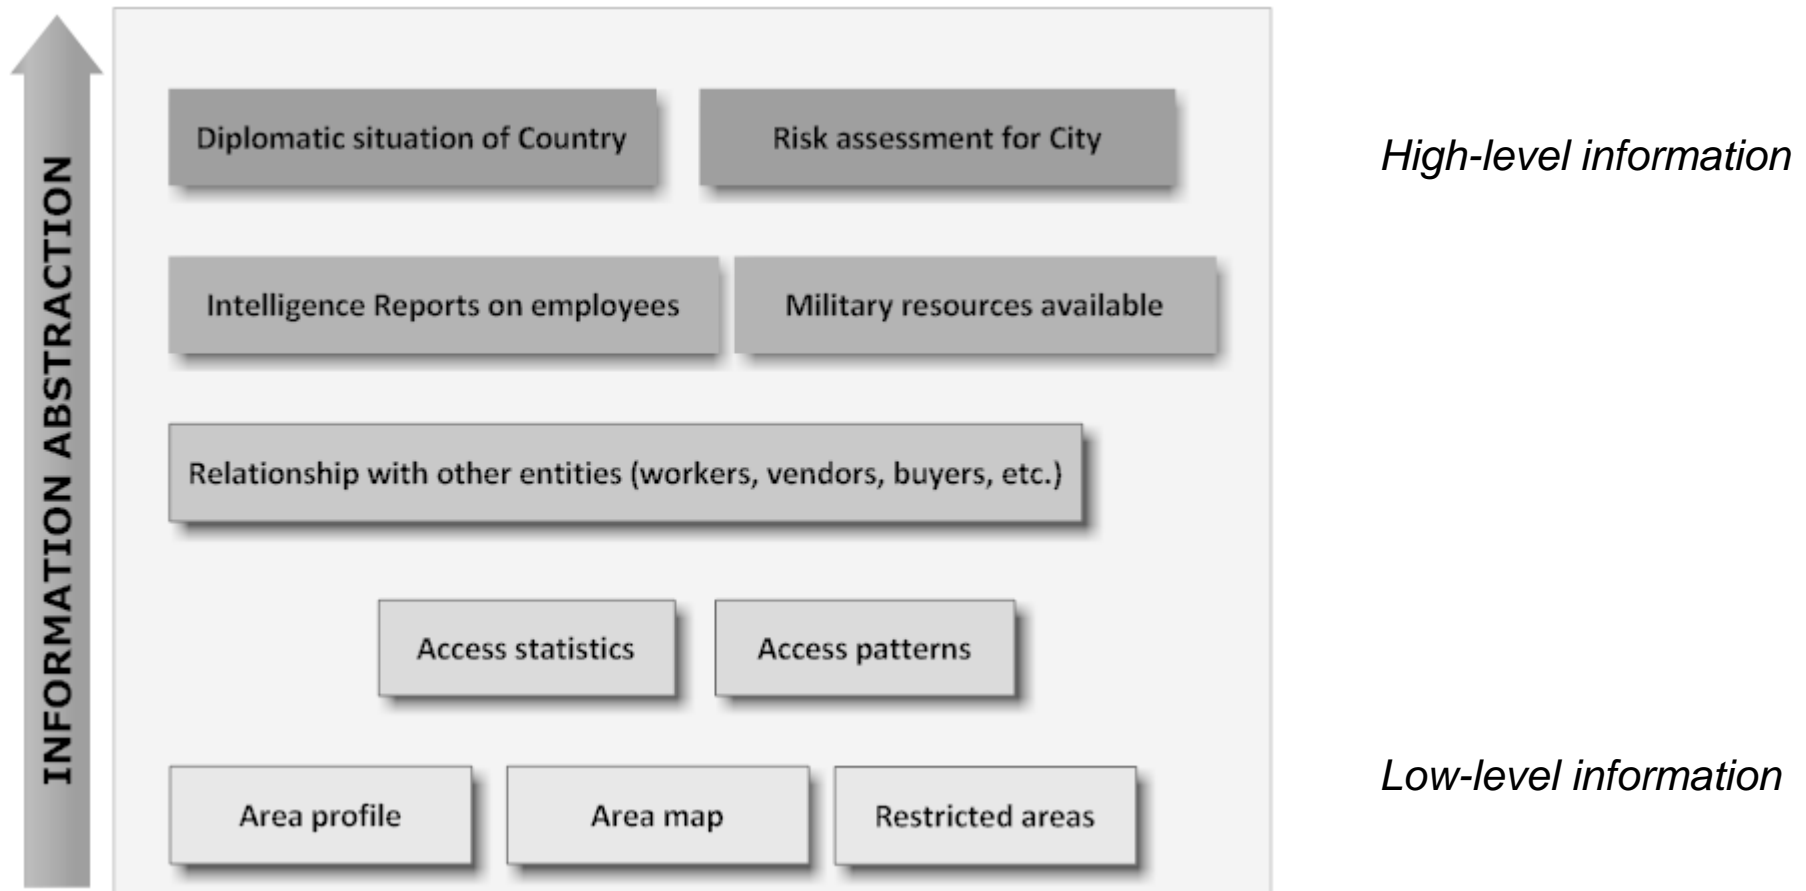 INFORMATION ABSTRACTION
Diplomatic situation of Country
Risk assessment for City
High-level information
Intelligence Reports on employees
Military resources available
Relationship with other entities (workers, vendors, buyers, etc.)
Access statistics
Access patterns
Low-level information
Area profile
Area map
Restricted areas